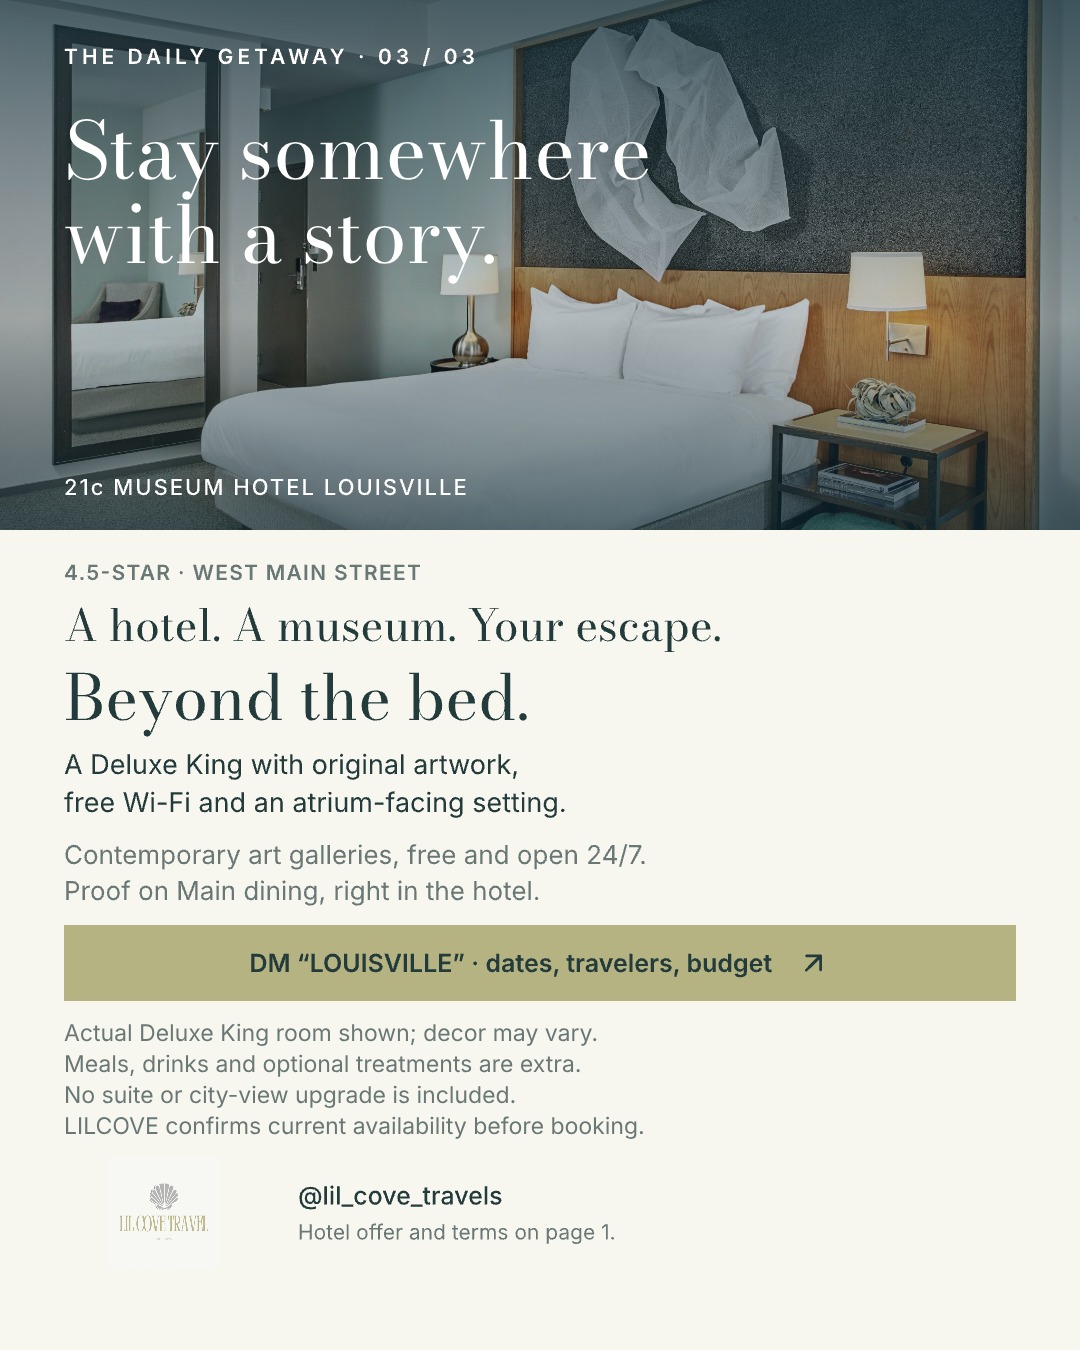 THE DAILY GETAWAY · 03 / 03
Stay somewhere
with a story.
21c MUSEUM HOTEL LOUISVILLE
4.5-STAR · WEST MAIN STREET
A hotel. A museum. Your escape.
Beyond the bed.
A Deluxe King with original artwork,
free Wi-Fi and an atrium-facing setting.
Contemporary art galleries, free and open 24/7.
Proof on Main dining, right in the hotel.
DM “LOUISVILLE” · dates, travelers, budget
Actual Deluxe King room shown; decor may vary.
Meals, drinks and optional treatments are extra.
No suite or city-view upgrade is included.
LILCOVE confirms current availability before booking.
LIL COVE TRAVEL
@lil_cove_travels
Hotel offer and terms on page 1.